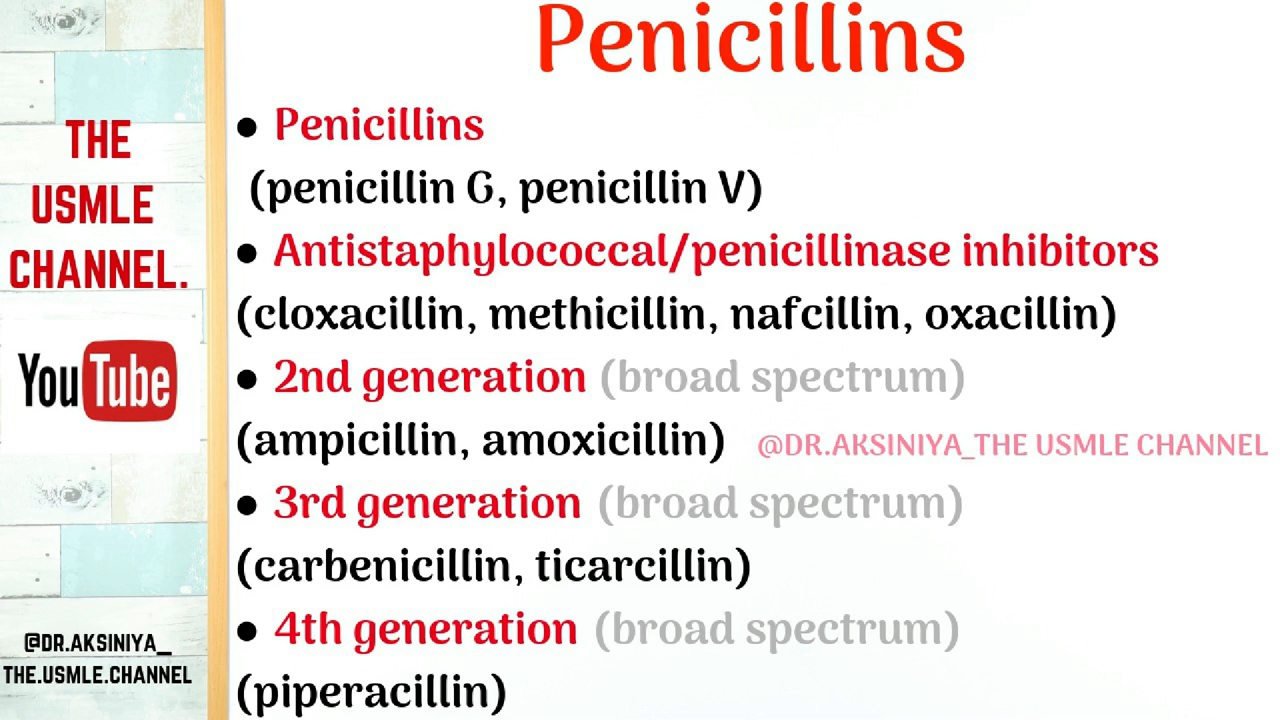 Penicillins
THE
USMLE
CHANNEL.
YouTube
@DR.AKSINIYA_
THE.USMLE.CHANNEL
● Penicillins
(penicillin G, penicillin V)
● Antistaphylococcal/penicillinase inhibitors
(cloxacillin, methicillin, nafcillin, oxacillin)
● 2nd generation (broad spectrum)
(ampicillin, amoxicillin) @DR.AKSINIYA_THE USMLE CHANNEL
● 3rd generation (broad spectrum)
(carbenicillin, ticarcillin)
● 4th generation (broad spectrum)
(piperacillin)